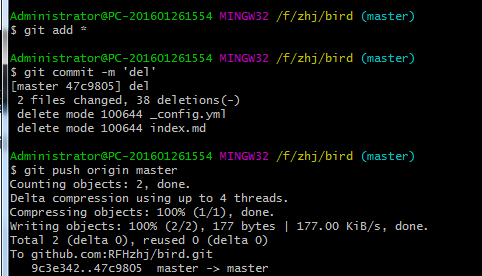 Administrator@PC-201601261554 MINGW32 /f/zhj/bird (master)
$ git add *
Administrator@PC-201601261554 MINGW32 /f/zhj/bird (master)
$ git commit -m 'del'
[master 47c9805] del
 2 files changed, 38 deletions(-)
 delete mode 100644 _config.yml
 delete mode 100644 index.md
Administrator@PC-201601261554 MINGW32 /f/zhj/bird (master)
$ git push origin master
Counting objects: 2, done.
Delta compression using up to 4 threads.
Compressing objects: 100% (1/1), done.
Writing objects: 100% (2/2), 177 bytes | 177.00 KiB/s, done.
Total 2 (delta 0), reused 0 (delta 0)
To github.com:RFHzhj/bird.git
   9c3e342..47c9805  master -> master